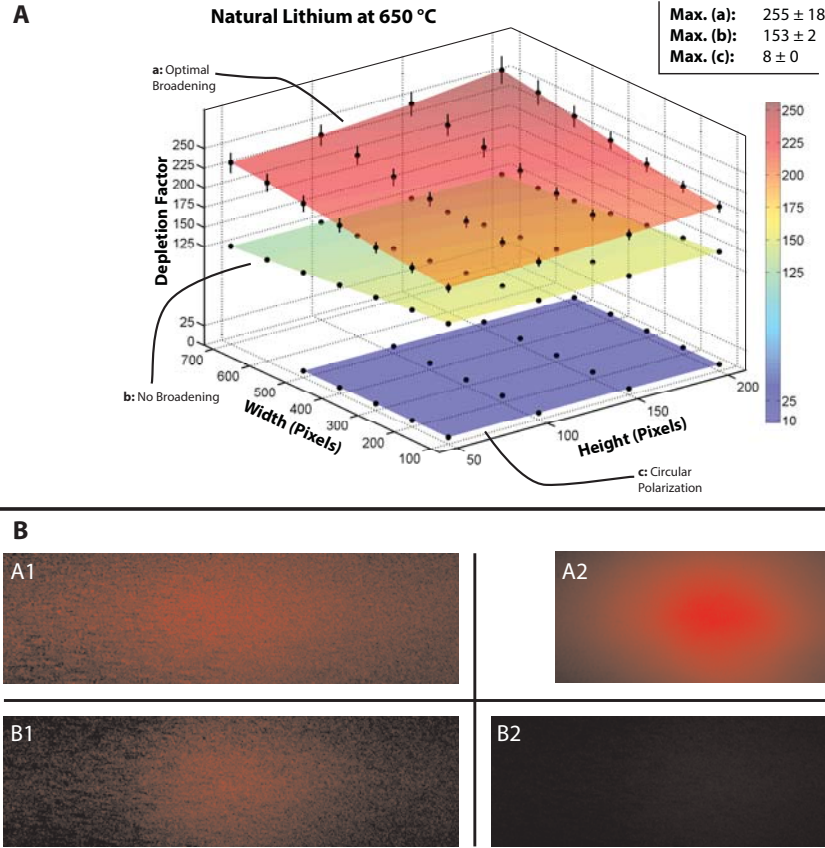 A
Natural Lithium at 650 °C
Max. (a): 255 ± 18
Max. (b): 153 ± 2
Max. (c): 8 ± 0
a: Optimal
Broadening
250
225
200
175
150
125
25
0
Depletion Factor
700
600
500
400
300
200
100
Width (Pixels)
50
100
150
200
Height (Pixels)
250
225
200
175
150
125
25
10
b: No Broadening
c: Circular
Polarization
B
A1
A2
B1
B2